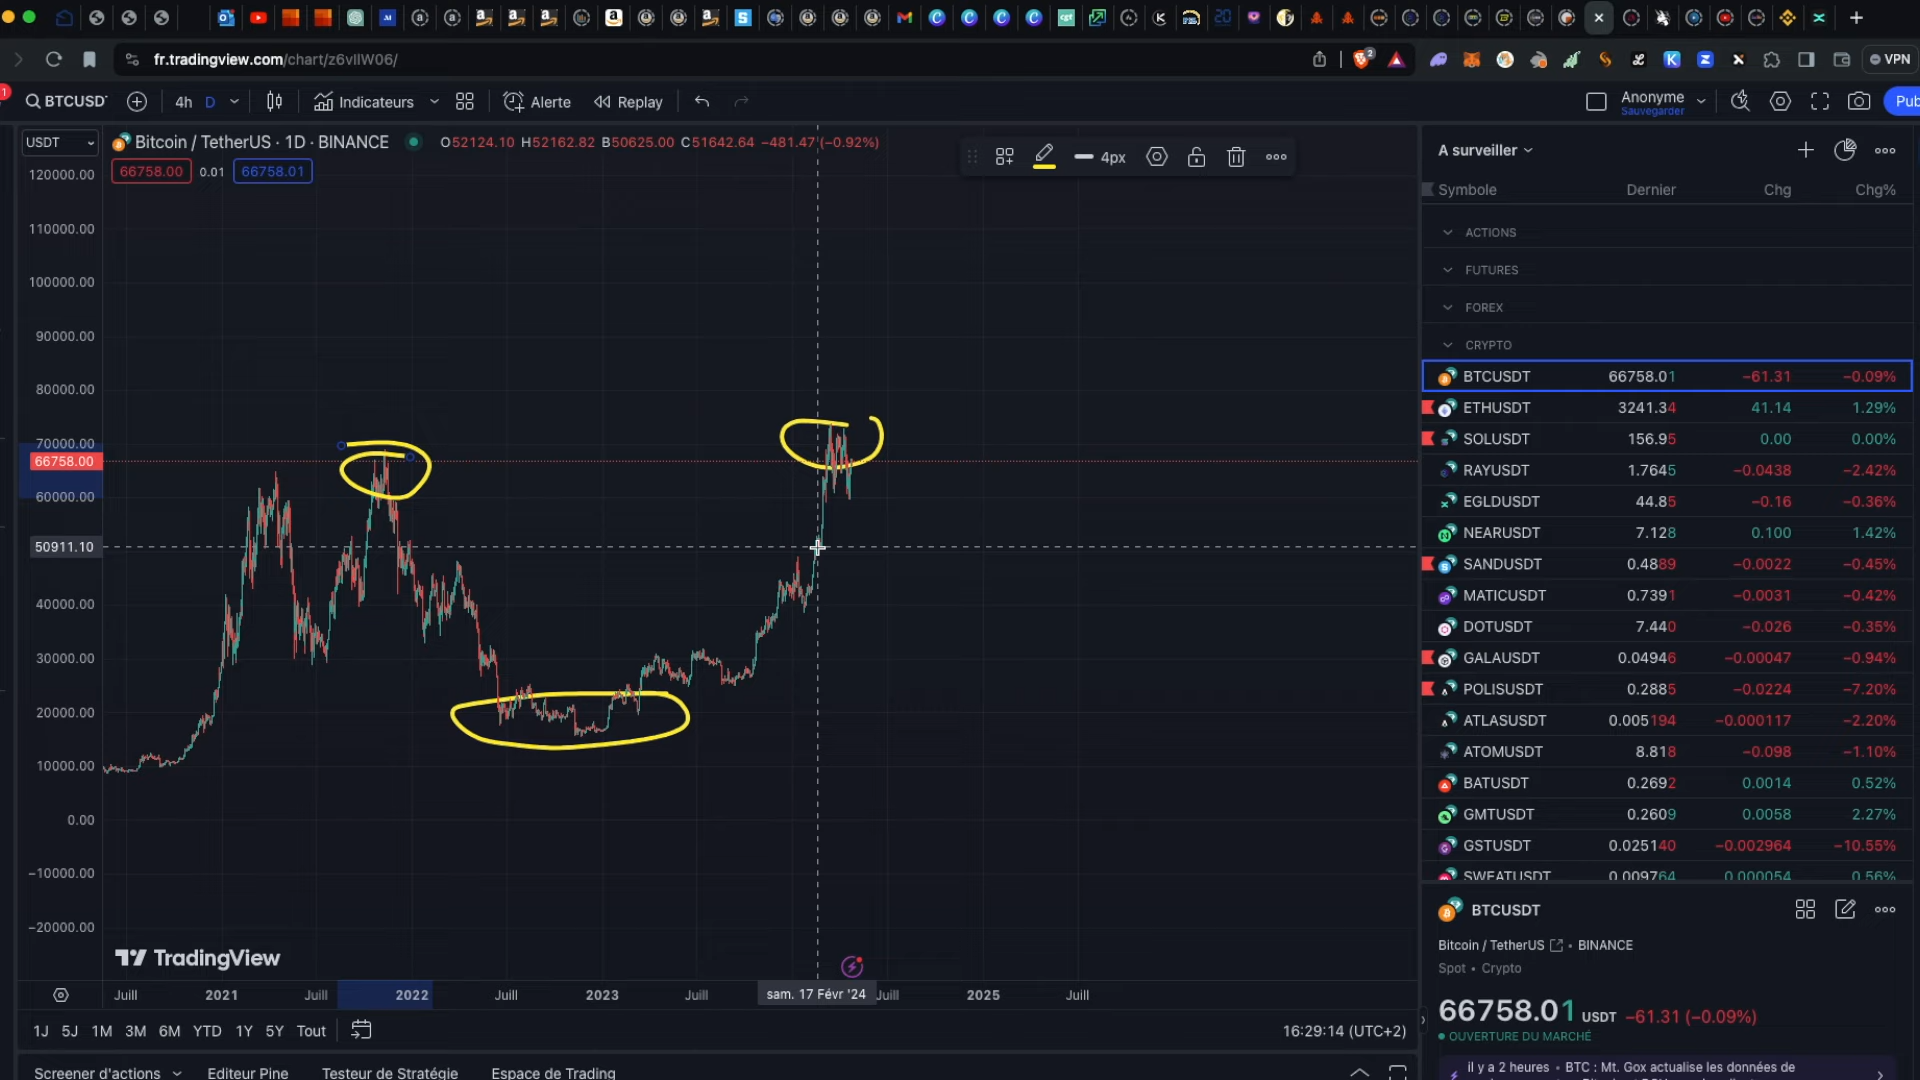 fr.tradingview.com/chart/z6vlIW06/
2
VPN
1
BTCUSD
4h D
Indicateurs
Alerte
Replay
Anonyme
Sauvegarder
Pub
USDT
Bitcoin / TetherUS · 1D · BINANCE
O52124.10 H52162.82 B50625.00 C51642.64 −481.47 (−0.92%)
66758.00 0.01 66758.01
4px
120000.00
110000.00
100000.00
90000.00
80000.00
70000.00
66758.00
60000.00
50911.10
40000.00
30000.00
20000.00
10000.00
0.00
−10000.00
−20000.00
TradingView
Juill 2021 Juill 2022 Juill 2023 Juill sam. 17 Févr '24 Juill 2025 Juill
1J 5J 1M 3M 6M YTD 1Y 5Y Tout
16:29:14 (UTC+2)
Screener d'actions Editeur Pine Testeur de Stratégie Espace de Trading
A surveiller
Symbole Dernier Chg Chg%
ACTIONS
FUTURES
FOREX
CRYPTO
BTCUSDT 66758.01 −61.31 −0.09%
ETHUSDT 3241.34 41.14 1.29%
SOLUSDT 156.95 0.00 0.00%
RAYUSDT 1.7645 −0.0438 −2.42%
EGLDUSDT 44.85 −0.16 −0.36%
NEARUSDT 7.128 0.100 1.42%
SANDUSDT 0.4889 −0.0022 −0.45%
MATICUSDT 0.7391 −0.0031 −0.42%
DOTUSDT 7.440 −0.026 −0.35%
GALAUSDT 0.04946 −0.00047 −0.94%
POLISUSDT 0.2885 −0.0224 −7.20%
ATLASUSDT 0.005194 −0.000117 −2.20%
ATOMUSDT 8.818 −0.098 −1.10%
BATUSDT 0.2692 0.0014 0.52%
GMTUSDT 0.2609 0.0058 2.27%
GSTUSDT 0.025140 −0.002964 −10.55%
SWEATUSDT 0.009764 0.000054 0.56%
BTCUSDT
Bitcoin / TetherUS • BINANCE
Spot • Crypto
66758.01 USDT −61.31 (−0.09%)
OUVERTURE DU MARCHÉ
il y a 2 heures • BTC : Mt. Gox actualise les données de